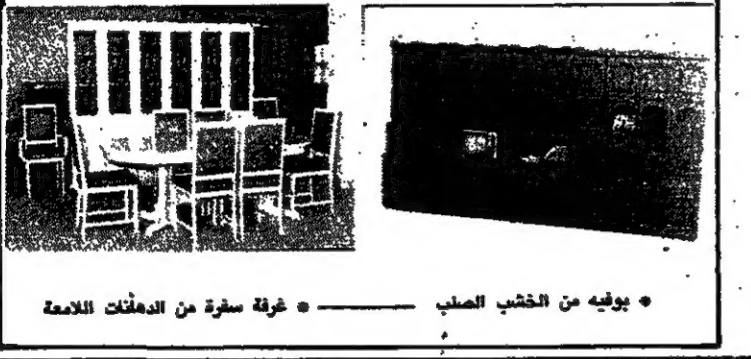 * بوفيه من الخشب الصلب ——— * غرفة سفرة من الدهانات اللامعة